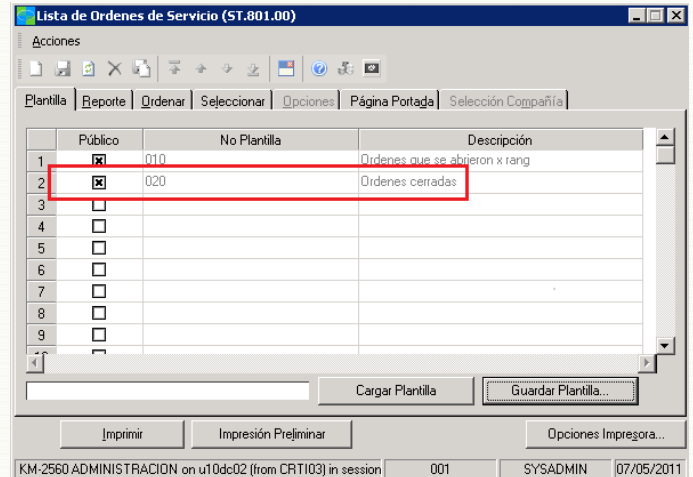 Lista de Ordenes de Servicio (ST.801.00)
Acciones
Plantilla Reporte Ordenar Seleccionar Opciones Página Portada Selección Compañía
Público No Plantilla Descripción
1 010 Ordenes que se abrieron x rang
2 020 Ordenes cerradas
3
4
5
6
7
8
9
Cargar Plantilla Guardar Plantilla...
Imprimir Impresión Preliminar Opciones Impresora...
KM-2560 ADMINISTRACION on u10dc02 (from CRTI03) in session 001 SYSADMIN 07/05/2011